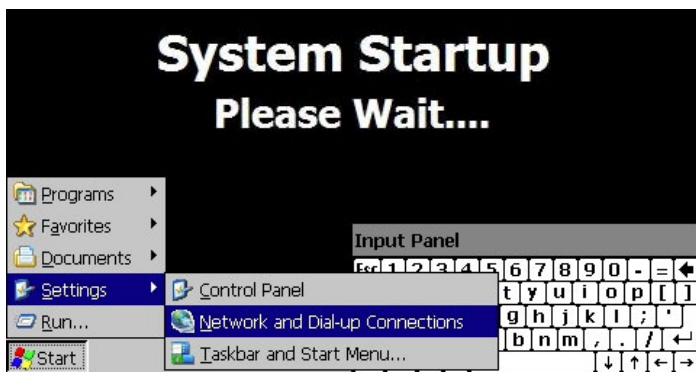 System Startup
Please Wait....
Programs
Favorites
Documents
Settings
Run...
Start
Control Panel
Network and Dial-up Connections
Taskbar and Start Menu...
Input Panel
Esc 1 2 3 4 5 6 7 8 9 0 - =
t y u i o p [ ]
g h j k l ; '
b n m , . /